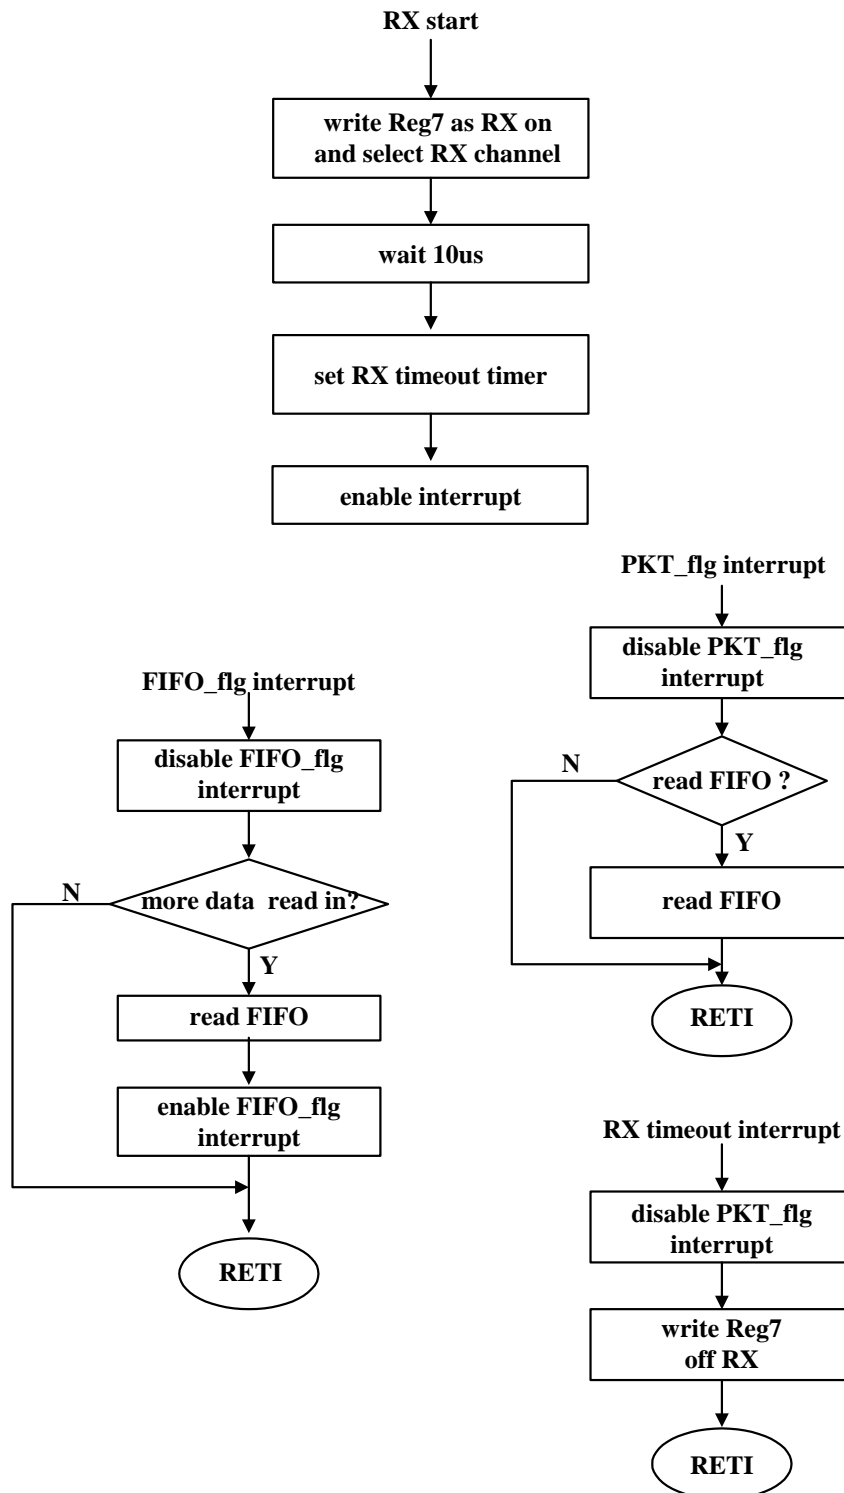 RX start
write Reg7 as RX on
and select RX channel
wait 10us
set RX timeout timer
enable interrupt
FIFO_flg interrupt
disable FIFO_flg
interrupt
more data read in?
N
Y
read FIFO
enable FIFO_flg
interrupt
RETI
PKT_flg interrupt
disable PKT_flg
interrupt
read FIFO ?
N
Y
read FIFO
RETI
RX timeout interrupt
disable PKT_flg
interrupt
write Reg7
off RX
RETI